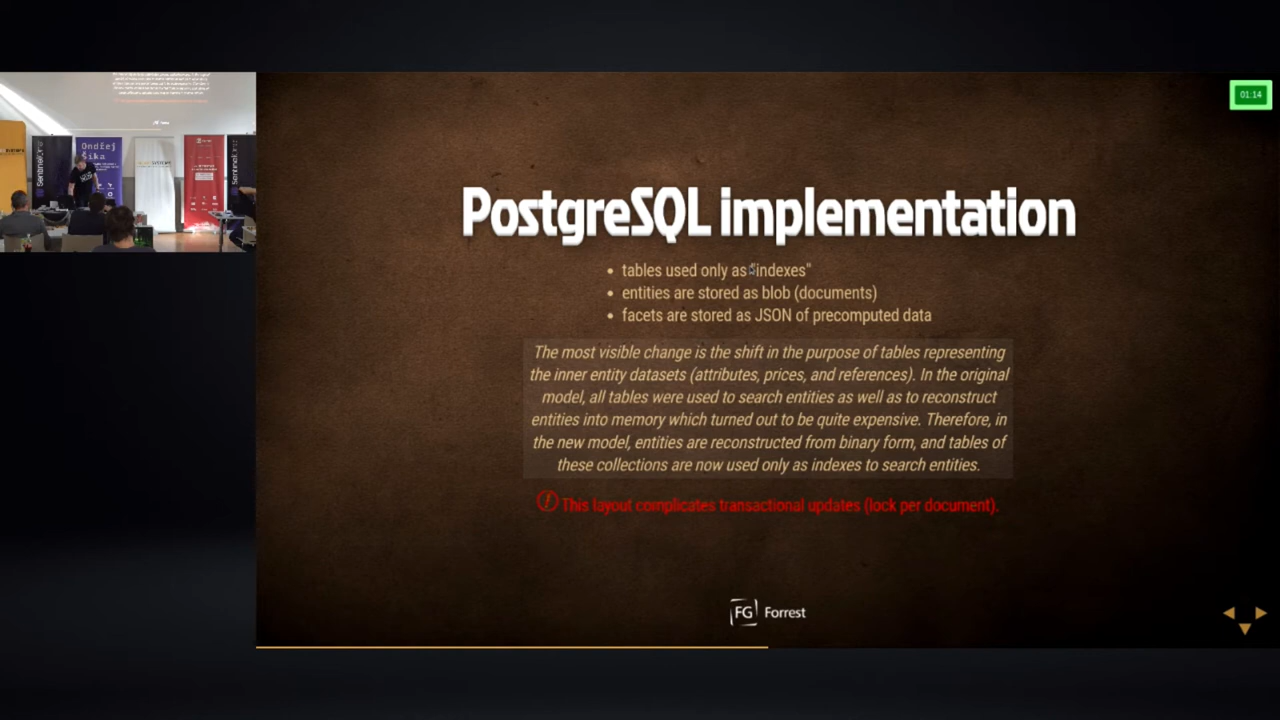 01:14
PostgreSQL implementation
• tables used only as "indexes"
• entities are stored as blob (documents)
• facets are stored as JSON of precomputed data
The most visible change is the shift in the purpose of tables representing
the inner entity datasets (attributes, prices, and references). In the original
model, all tables were used to search entities as well as to reconstruct
entities into memory which turned out to be quite expensive. Therefore, in
the new model, entities are reconstructed from binary form, and tables of
these collections are now used only as indexes to search entities.
! This layout complicates transactional updates (lock per document).
FG Forrest
Ondřej
Šika
SentinelOne
SentinelOne